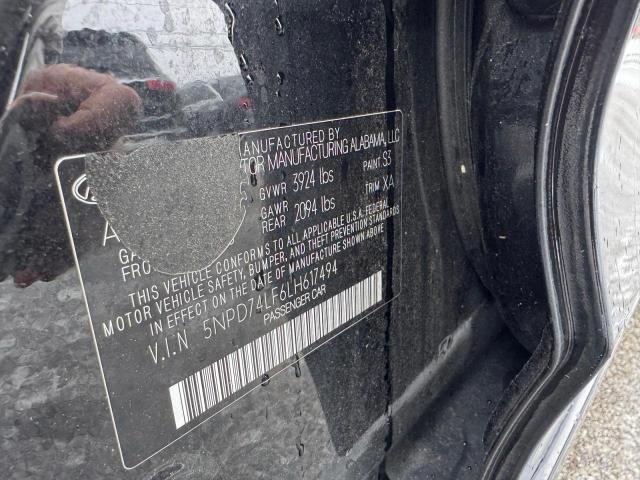 ANUFACTURED BY
TOR MANUFACTURING ALABAMA, LLC
GVWR 3924 lbs PAINT: S3
GAWR
REAR 2094 lbs TRIM: XA
A
GA
FRO
THIS VEHICLE CONFORMS TO ALL APPLICABLE U.S.A. FEDERAL
MOTOR VEHICLE SAFETY, BUMPER, AND THEFT PREVENTION STANDARDS
IN EFFECT ON THE DATE OF MANUFACTURE SHOWN ABOVE
V.I.N 5NPD74LF6LH617494
PASSENGER CAR